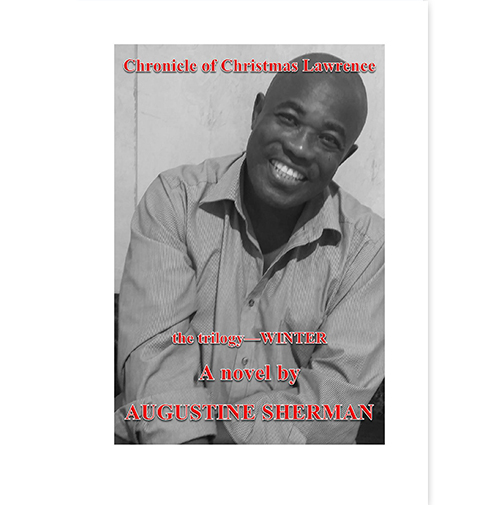 Chronicle of Christmas Lawrence
the trilogy—WINTER
A novel by
AUGUSTINE SHERMAN